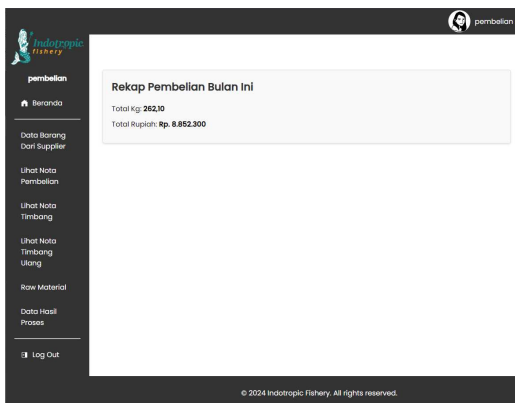 pembelian
Indotropic
fishery
pembelian
Beranda
Data Barang
Dari Supplier
Lihat Nota
Pembelian
Lihat Nota
Timbang
Lihat Nota
Timbang
Ulang
Raw Material
Data Hasil
Proses
Log Out
Rekap Pembelian Bulan Ini
Total Kg: 262,10
Total Rupiah: Rp. 8.852.300
© 2024 Indotropic Fishery. All rights reserved.